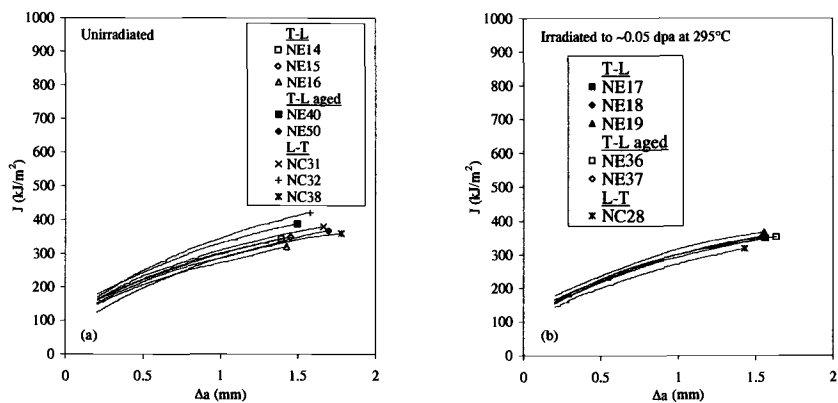 1000
900
800
700
600
500
400
300
200
100
0
J (kJ/m²)
Unirradiated
T-L
NE14
NE15
NE16
T-L aged
NE40
NE50
L-T
NC31
NC32
NC38
(a)
0 0.5 1 1.5 2
Δa (mm)
1000
900
800
700
600
500
400
300
200
100
0
J (kJ/m²)
Irradiated to ~0.05 dpa at 295°C
T-L
NE17
NE18
NE19
T-L aged
NE36
NE37
L-T
NC28
(b)
0 0.5 1 1.5 2
Δa (mm)